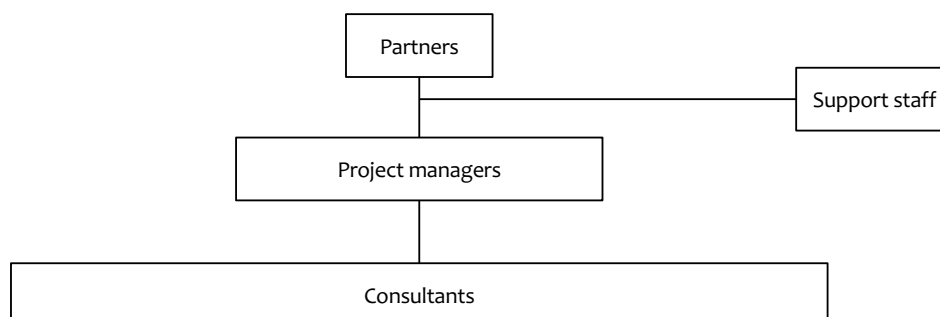 Partners
Support staff
Project managers
Consultants